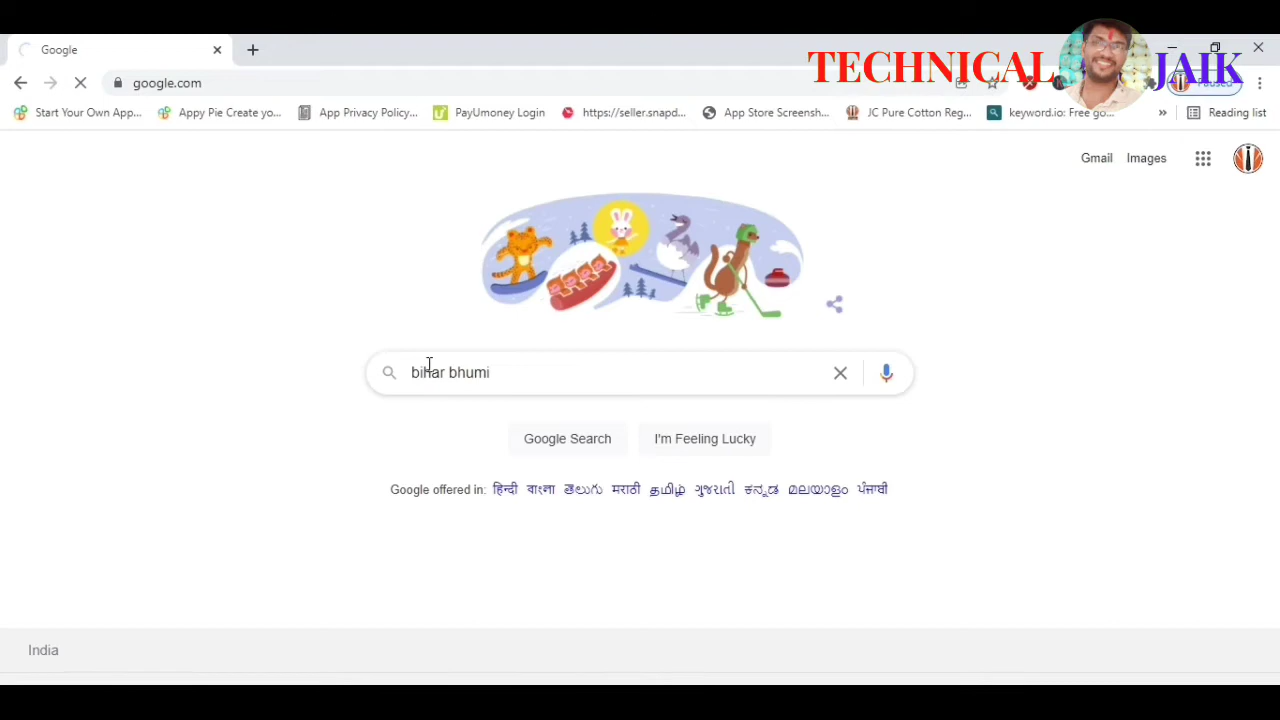 Google
TECHNICAL JAIK
google.com
Paused
Start Your Own App... Appy Pie Create yo... App Privacy Policy... PayUmoney Login https://seller.snapd... App Store Screensh... JC Pure Cotton Reg... keyword.io: Free go... » Reading list
Gmail Images
bihar bhumi
Google Search I'm Feeling Lucky
Google offered in: हिन्दी বাংলা తెలుగు मराठी தமிழ் ગુજરાતી ಕನ್ನಡ മലയാളം ਪੰਜਾਬੀ
India